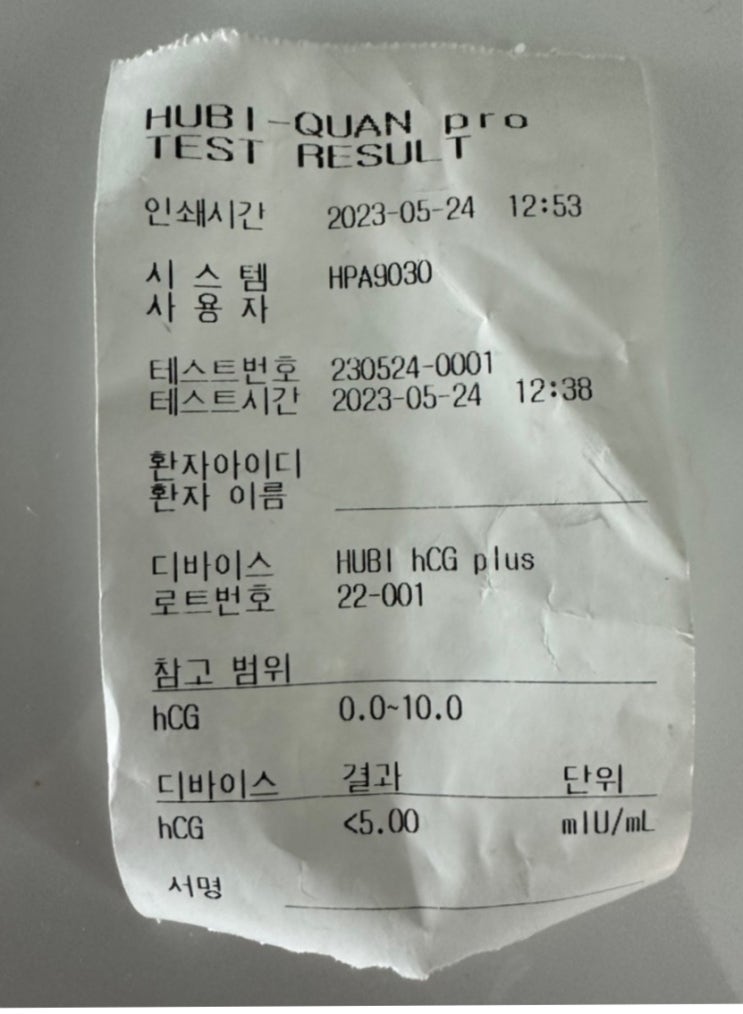 HUBI-QUAN pro
TEST RESULT
인쇄시간 2023-05-24 12:53
시 스 템 HPA9030
사 용 자
테스트번호 230524-0001
테스트시간 2023-05-24 12:38
환자아이디
환자 이름
디바이스 HUBI hCG plus
로트번호 22-001
참고 범위
hCG 0.0~10.0
디바이스 결과 단위
hCG <5.00 mIU/mL
서명